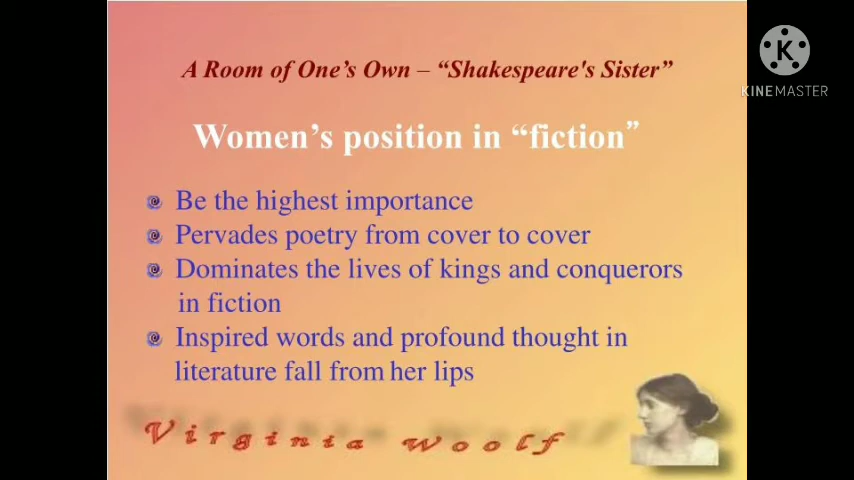 A Room of One's Own – “Shakespeare's Sister”
K
KINEMASTER
Women’s position in “fiction”
Be the highest importance
Pervades poetry from cover to cover
Dominates the lives of kings and conquerors
in fiction
Inspired words and profound thought in
literature fall from her lips
Virginia Woolf